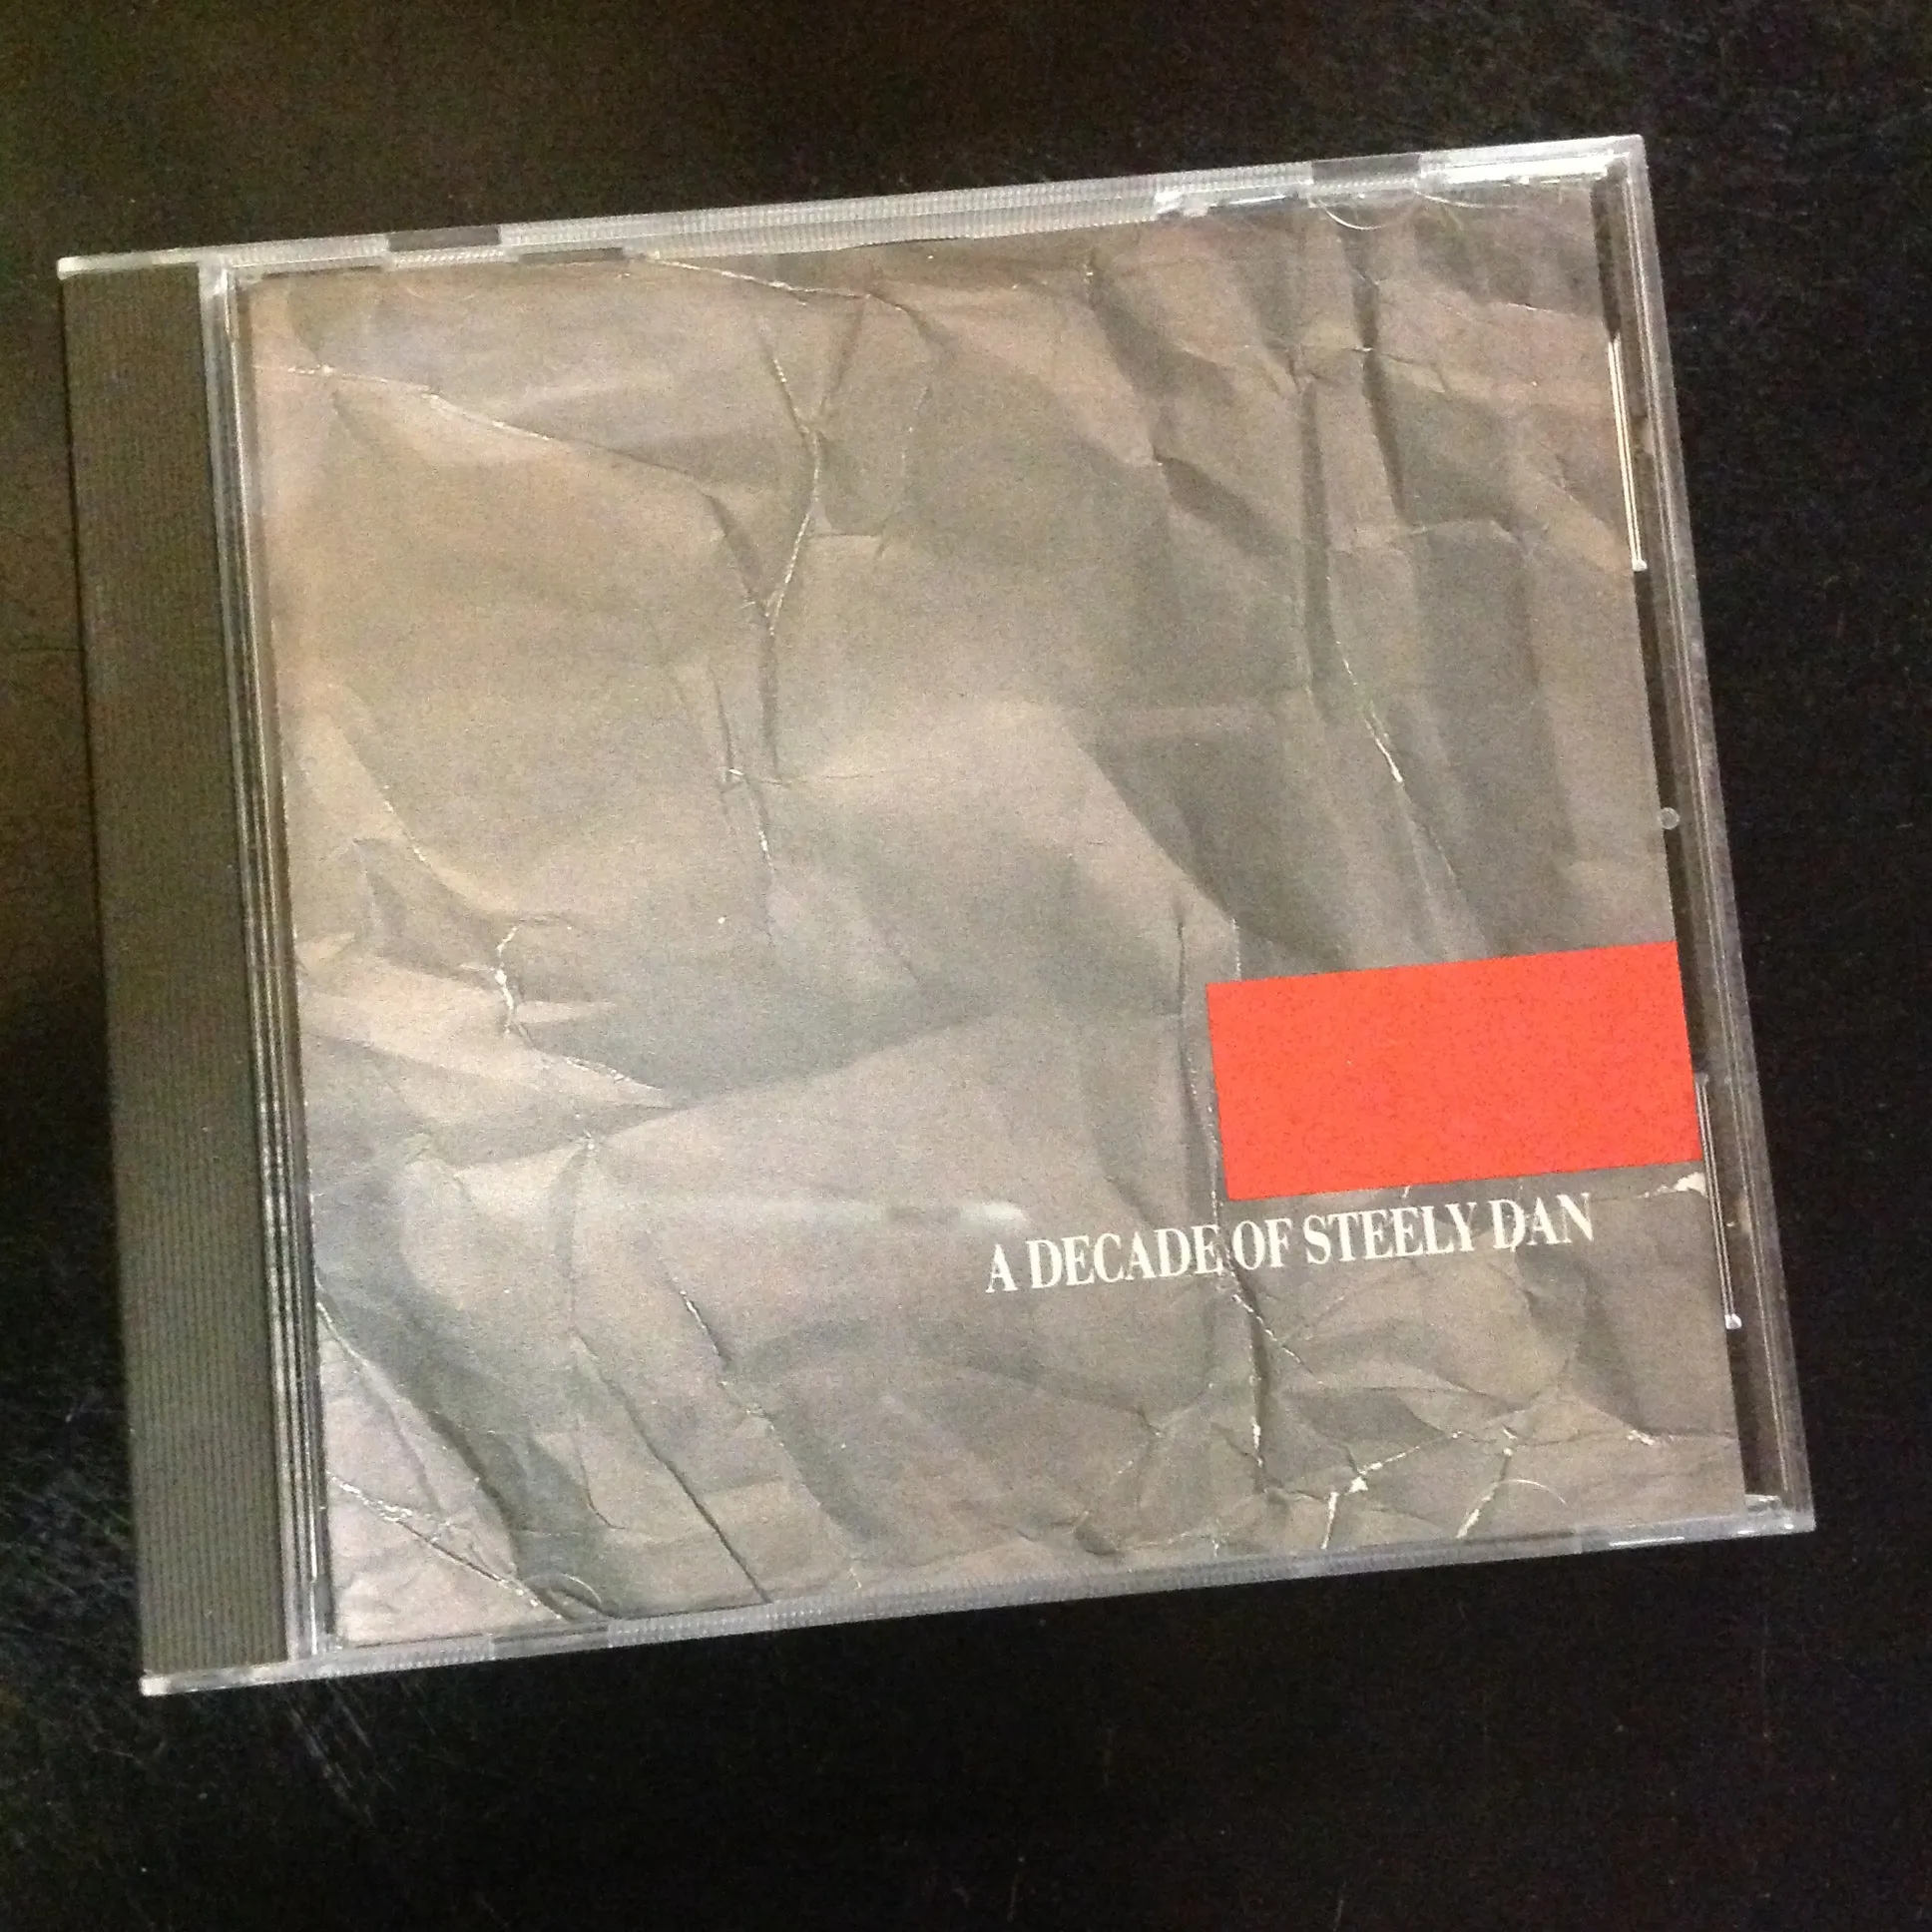 A DECADE OF STEELY DAN